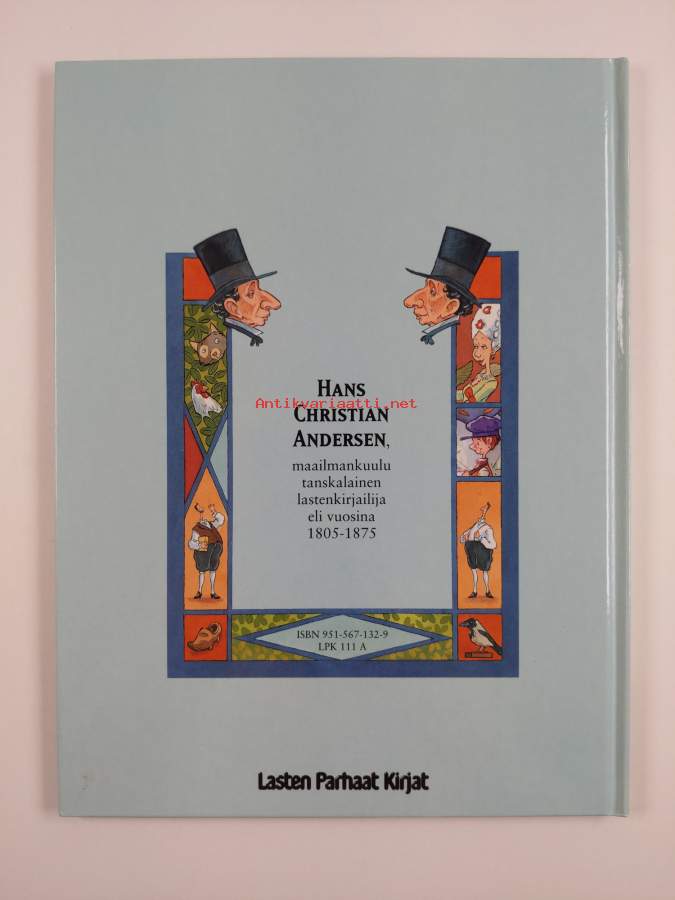 HANS
Antikvariaatti.net
CHRISTIAN
ANDERSEN,
maailmankuulu
tanskalainen
lastenkirjailija
eli vuosina
1805-1875
ISBN 951-567-132-9
LPK 111 A
Lasten Parhaat Kirjat